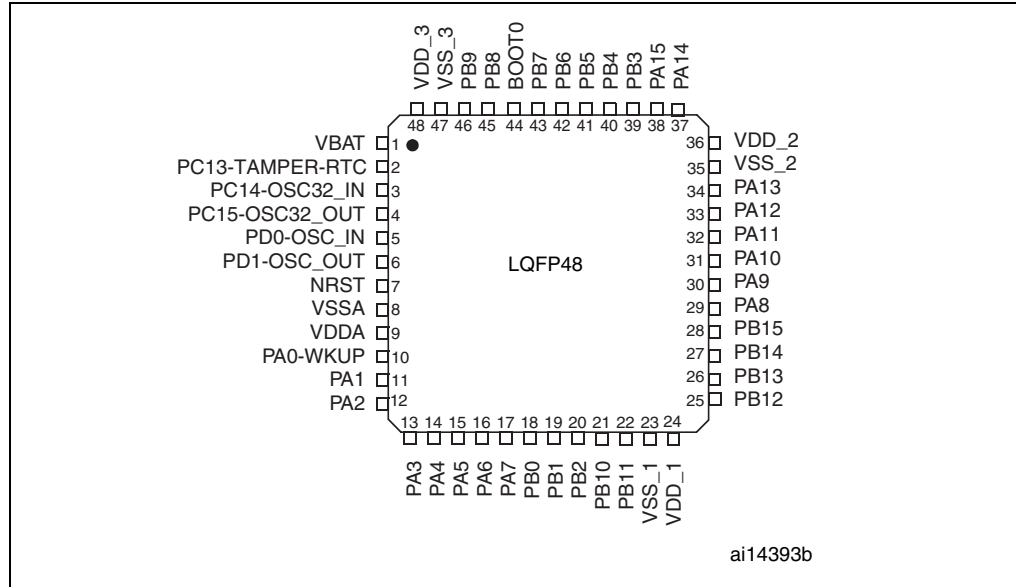 VDD_3
VSS_3
PB9
PB8
BOOT0
PB7
PB6
PB5
PB4
PB3
PA15
PA14
48 47 46 45 44 43 42 41 40 39 38 37
VBAT 1
PC13-TAMPER-RTC 2
PC14-OSC32_IN 3
PC15-OSC32_OUT 4
PD0-OSC_IN 5
PD1-OSC_OUT 6
NRST 7
VSSA 8
VDDA 9
PA0-WKUP 10
PA1 11
PA2 12
LQFP48
36 VDD_2
35 VSS_2
34 PA13
33 PA12
32 PA11
31 PA10
30 PA9
29 PA8
28 PB15
27 PB14
26 PB13
25 PB12
13 14 15 16 17 18 19 20 21 22 23 24
PA3
PA4
PA5
PA6
PA7
PB0
PB1
PB2
PB10
PB11
VSS_1
VDD_1
ai14393b